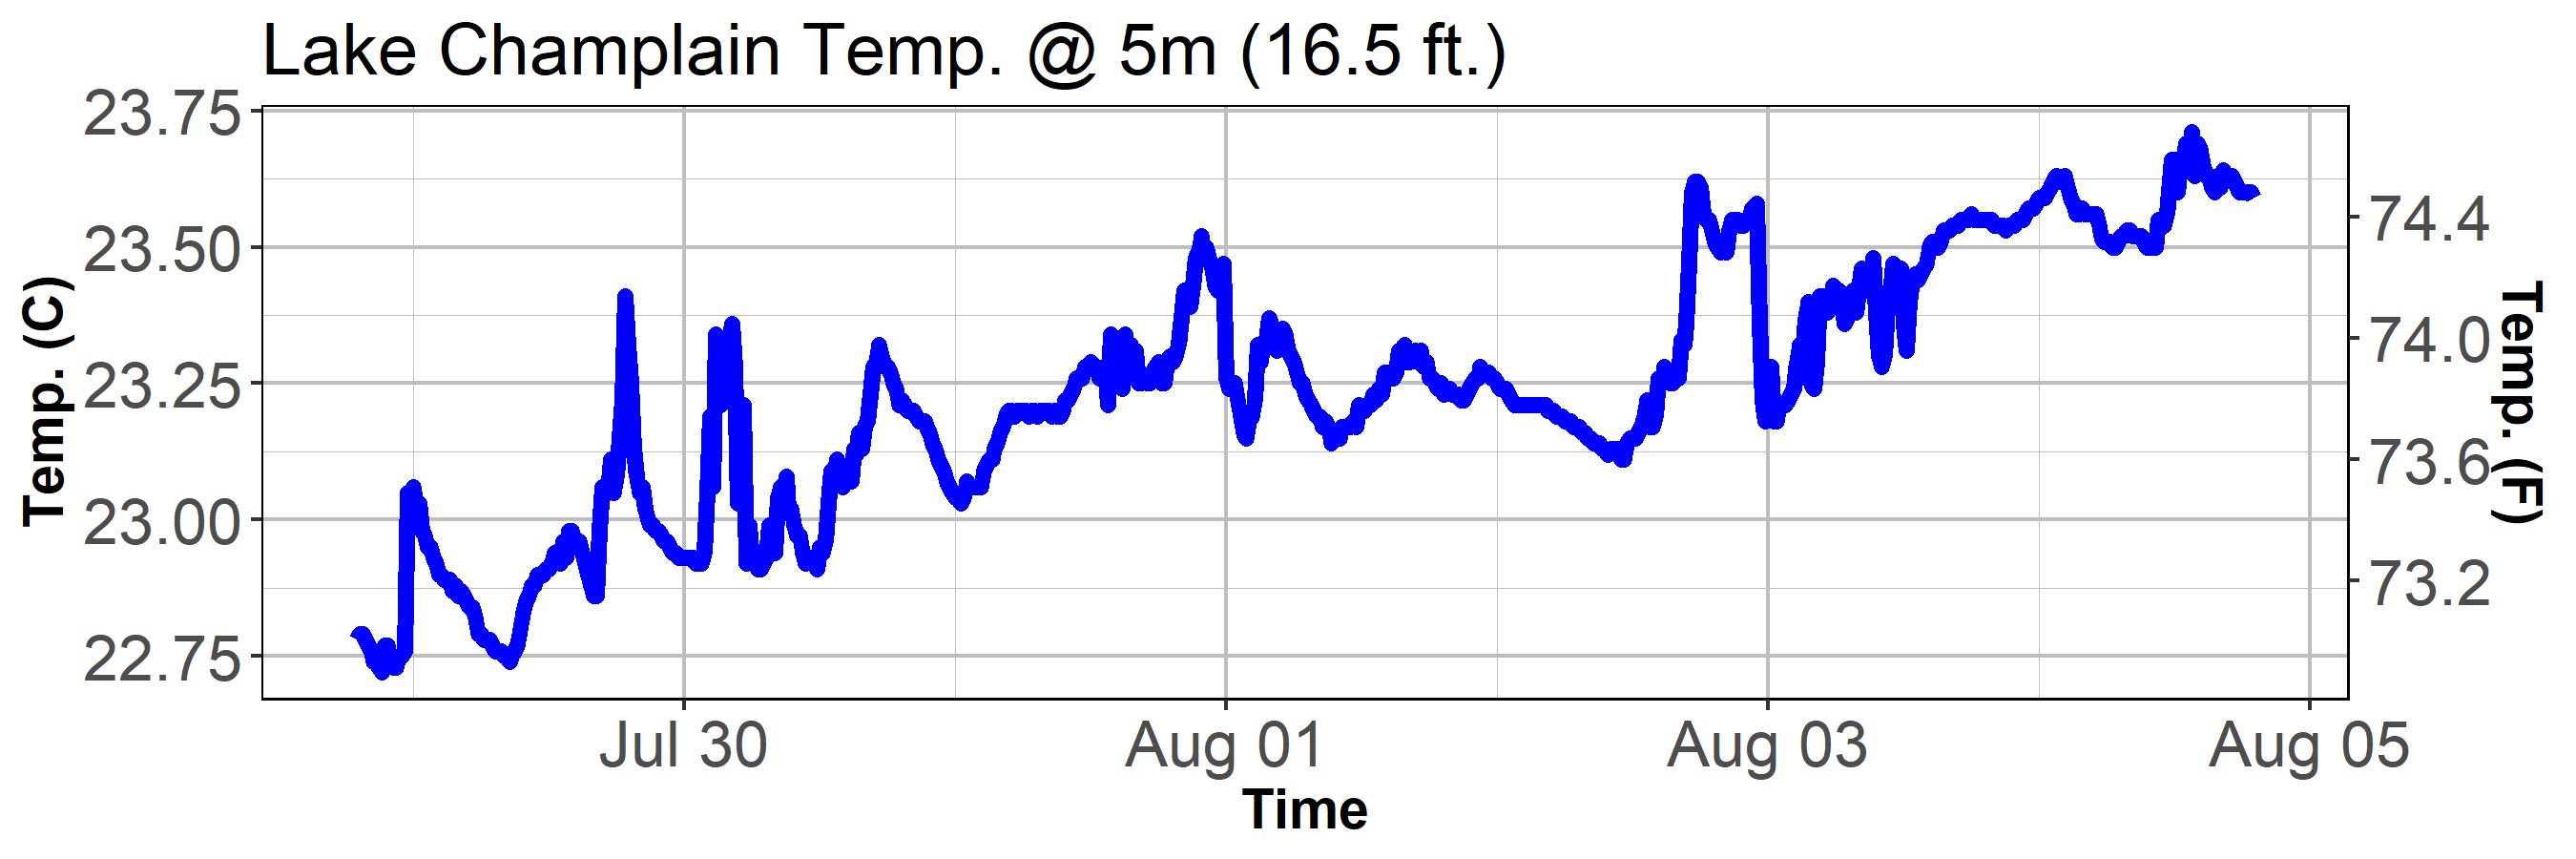 Lake Champlain Temp. @ 5m (16.5 ft.)
23.75
23.50
23.25
23.00
22.75
Temp. (C)
74.4
74.0
73.6
73.2
Temp. (F)
Jul 30
Aug 01
Aug 03
Aug 05
Time